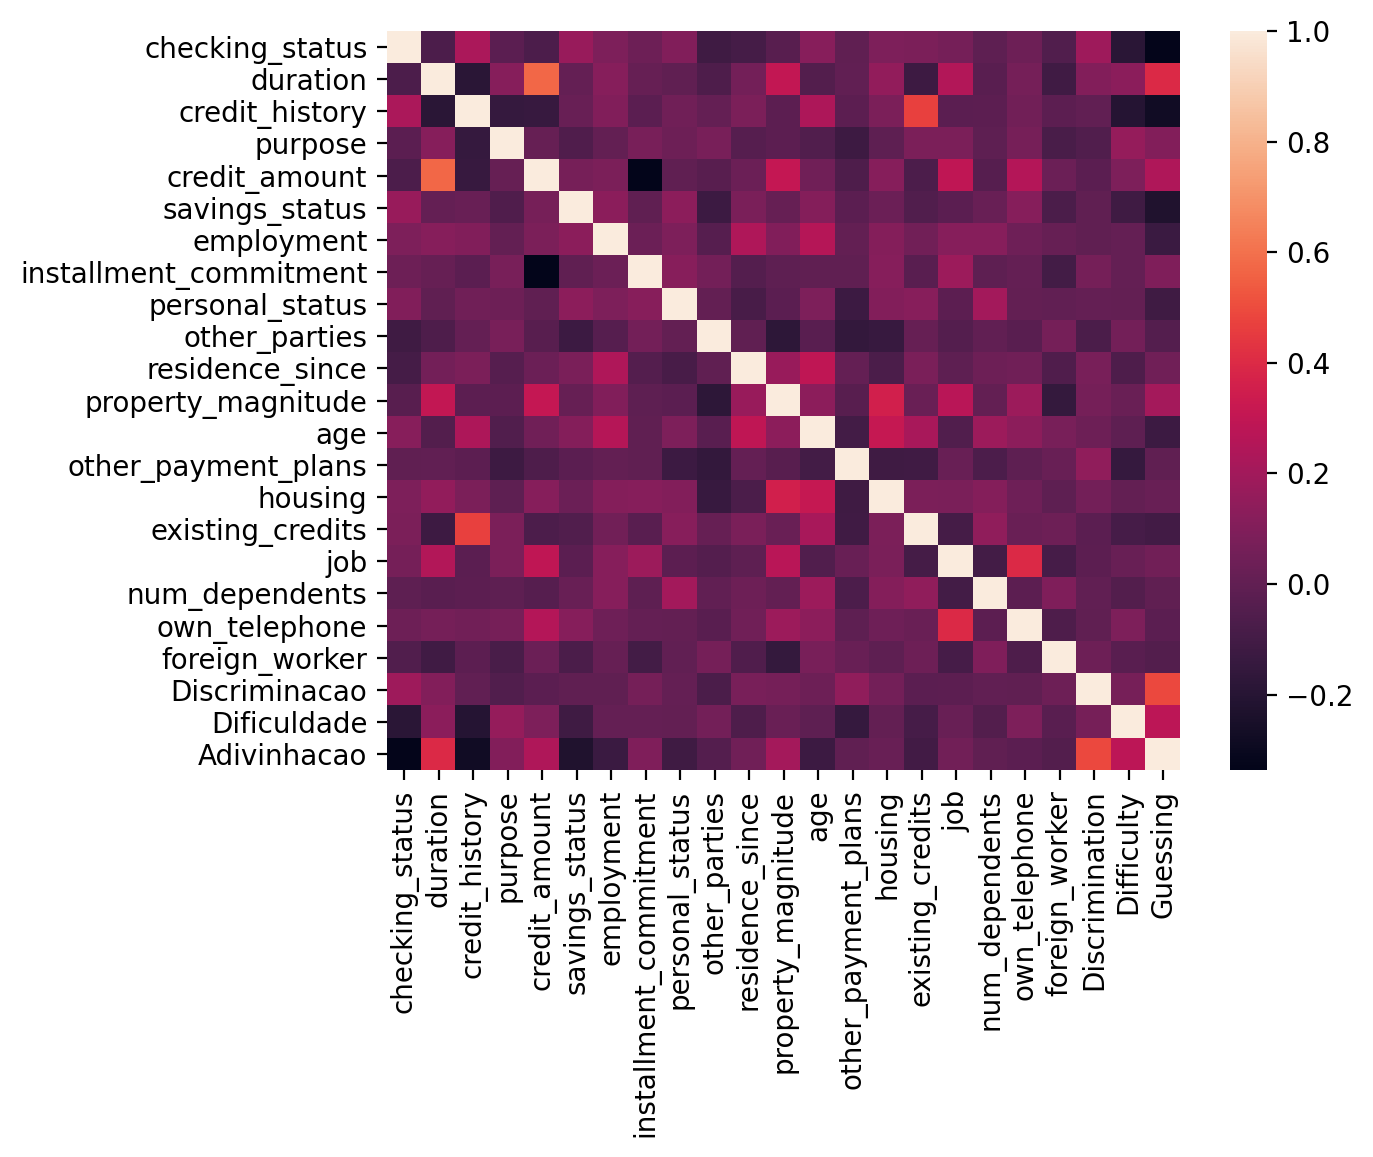 checking_status
duration
credit_history
purpose
credit_amount
savings_status
employment
installment_commitment
personal_status
other_parties
residence_since
property_magnitude
age
other_payment_plans
housing
existing_credits
job
num_dependents
own_telephone
foreign_worker
Discriminacao
Dificuldade
Adivinhacao
checking_status
duration
credit_history
purpose
credit_amount
savings_status
employment
installment_commitment
personal_status
other_parties
residence_since
property_magnitude
age
other_payment_plans
housing
existing_credits
job
num_dependents
own_telephone
foreign_worker
Discrimination
Difficulty
Guessing
1.0
0.8
0.6
0.4
0.2
0.0
−0.2